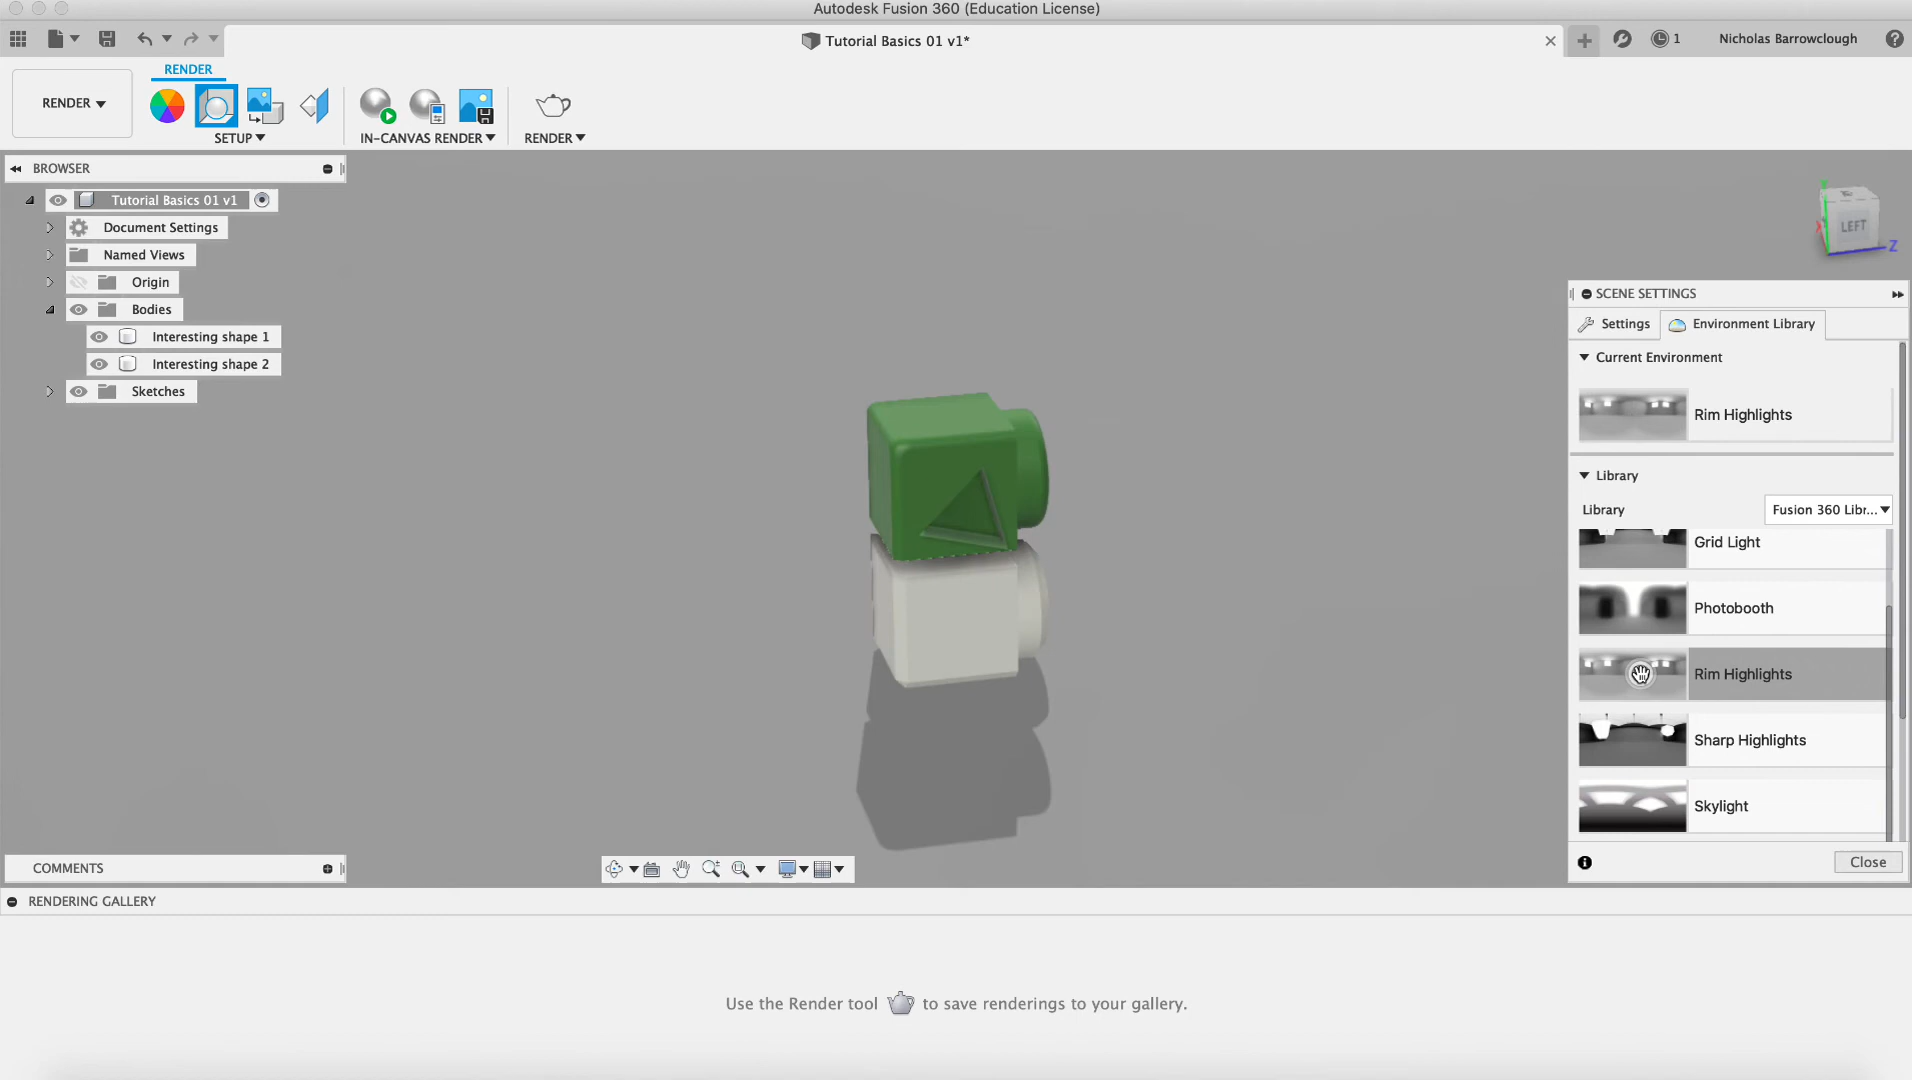 Autodesk Fusion 360 (Education License)
Tutorial Basics 01 v1*
1
Nicholas Barrowclough
RENDER
RENDER
SETUP
IN-CANVAS RENDER
RENDER
BROWSER
Tutorial Basics 01 v1
Document Settings
Named Views
Origin
Bodies
Interesting shape 1
Interesting shape 2
Sketches
LEFT
Z
SCENE SETTINGS
Settings
Environment Library
Current Environment
Rim Highlights
Library
Library
Fusion 360 Libr...
Grid Light
Photobooth
Rim Highlights
Sharp Highlights
Skylight
Close
COMMENTS
RENDERING GALLERY
Use the Render tool to save renderings to your gallery.